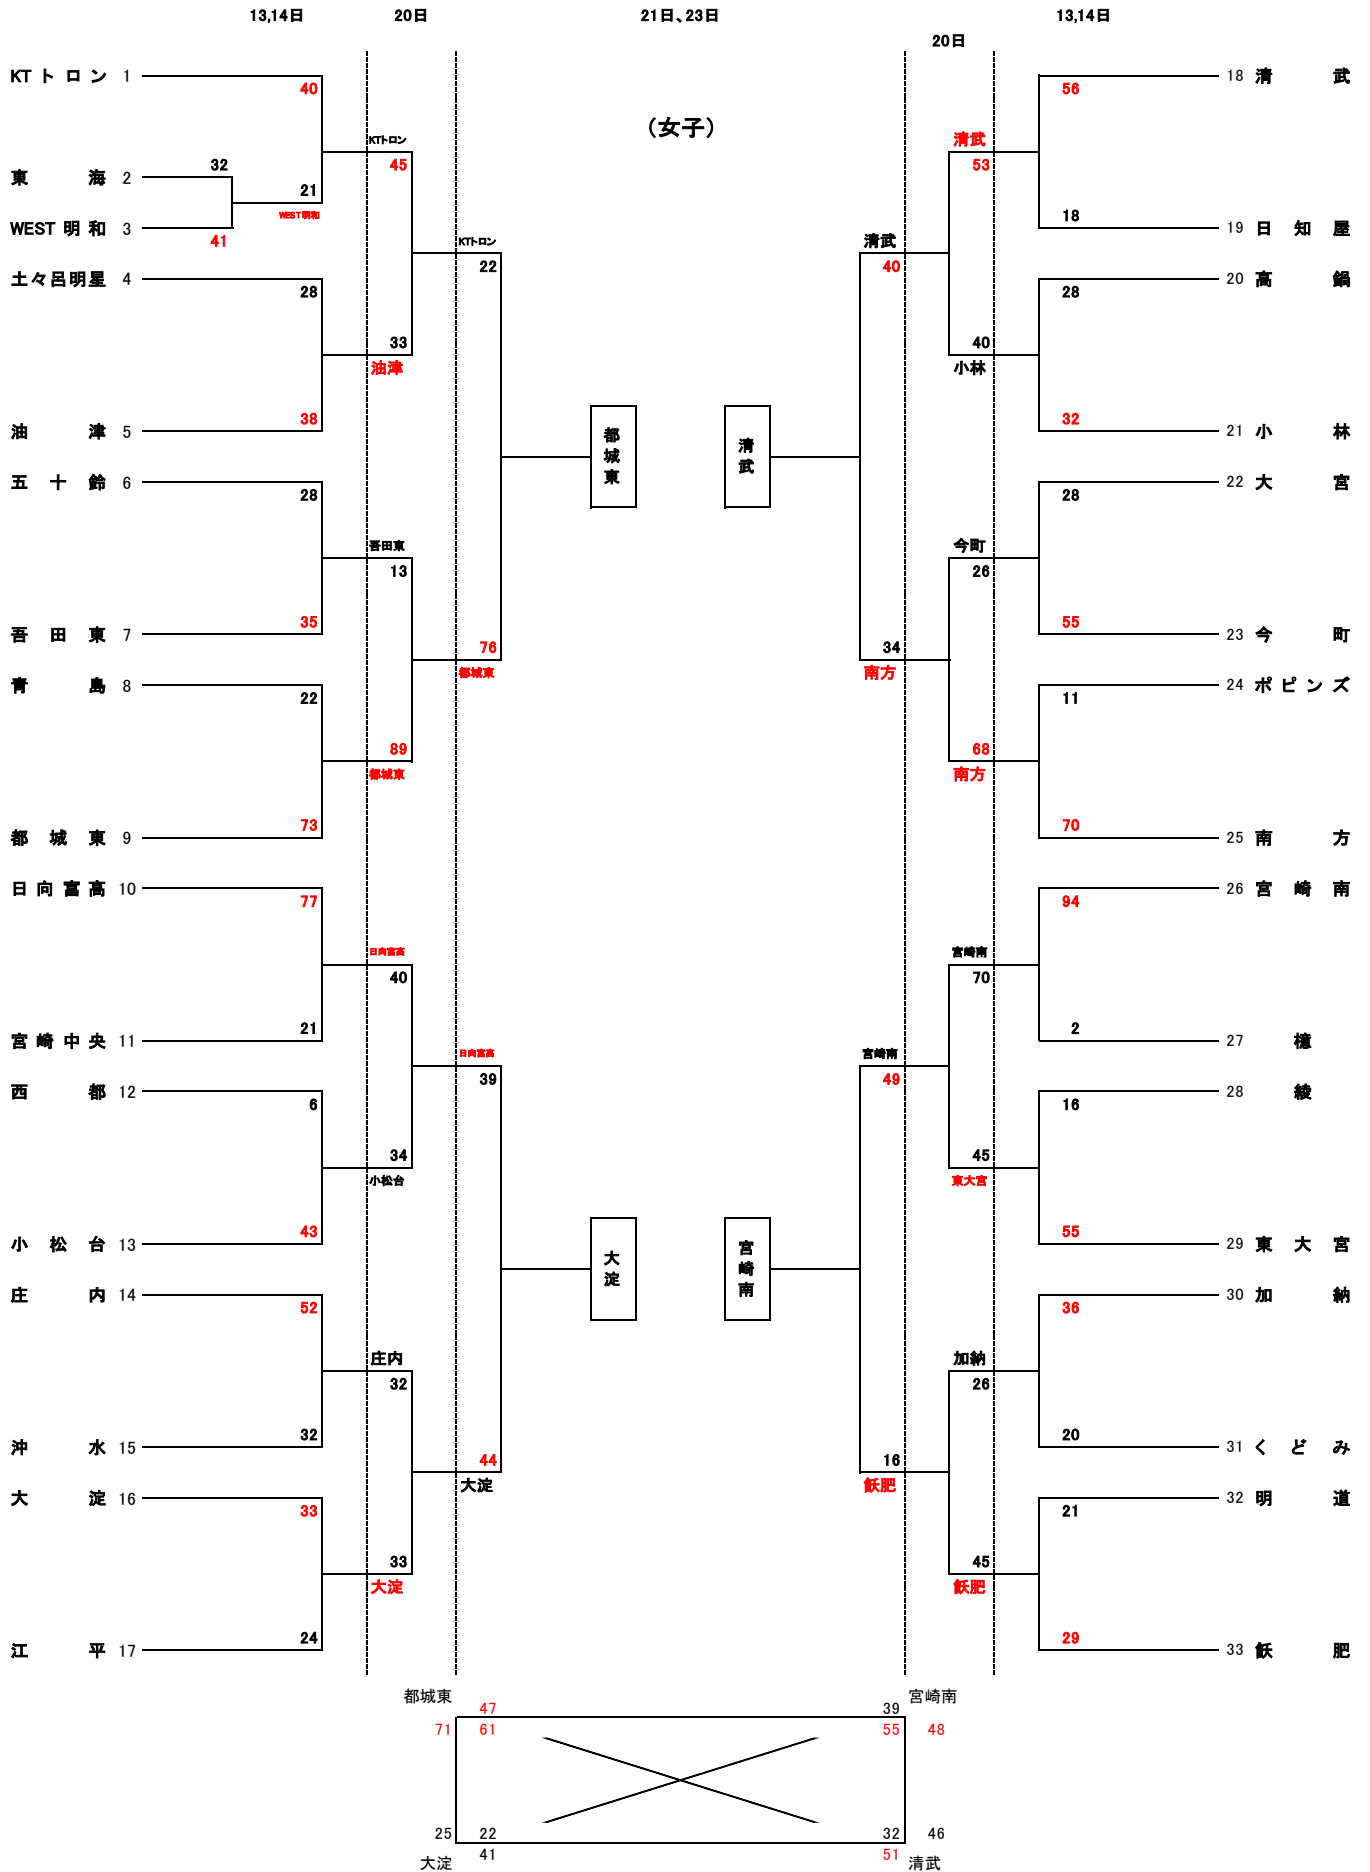 13,14日 20日 21日、23日 13,14日
20日
(女子)
KTトロン 1 40
東海 2 32
21 WEST明和
WEST明和 3 41
KTトロン 45
土々呂明星 4 28
33 油津
油津 5 38
KTトロン 22
五十鈴 6 28
吾田東 13
吾田東 7 35
76 都城東
青島 8 22
89 都城東
都城東 9 73
都城東
日向富高 10 77
日向富高 40
宮崎中央 11 21
日向富高 39
西都 12 6
34 小松台
小松台 13 43
大淀
庄内 14 52
庄内 32
沖水 15 32
44 大淀
大淀 16 33
33 大淀
江平 17 24
56 18 清武
清武 53
18 19 日知屋
清武 40
28 20 高鍋
40 小林
32 21 小林
清武
28 22 大宮
今町 26
55 23 今町
34 南方
11 24 ポピンズ
68 南方
70 25 南方
94 26 宮崎南
宮崎南 70
2 27 檍
宮崎南 49
16 28 綾
45 東大宮
55 29 東大宮
宮崎南
36 30 加納
加納 26
20 31 くどみ
16 飫肥
21 32 明道
45 飫肥
29 33 飫肥
都城東 47 39 宮崎南
71 61 55 48
25 22 32 46
大淀 41 51 清武